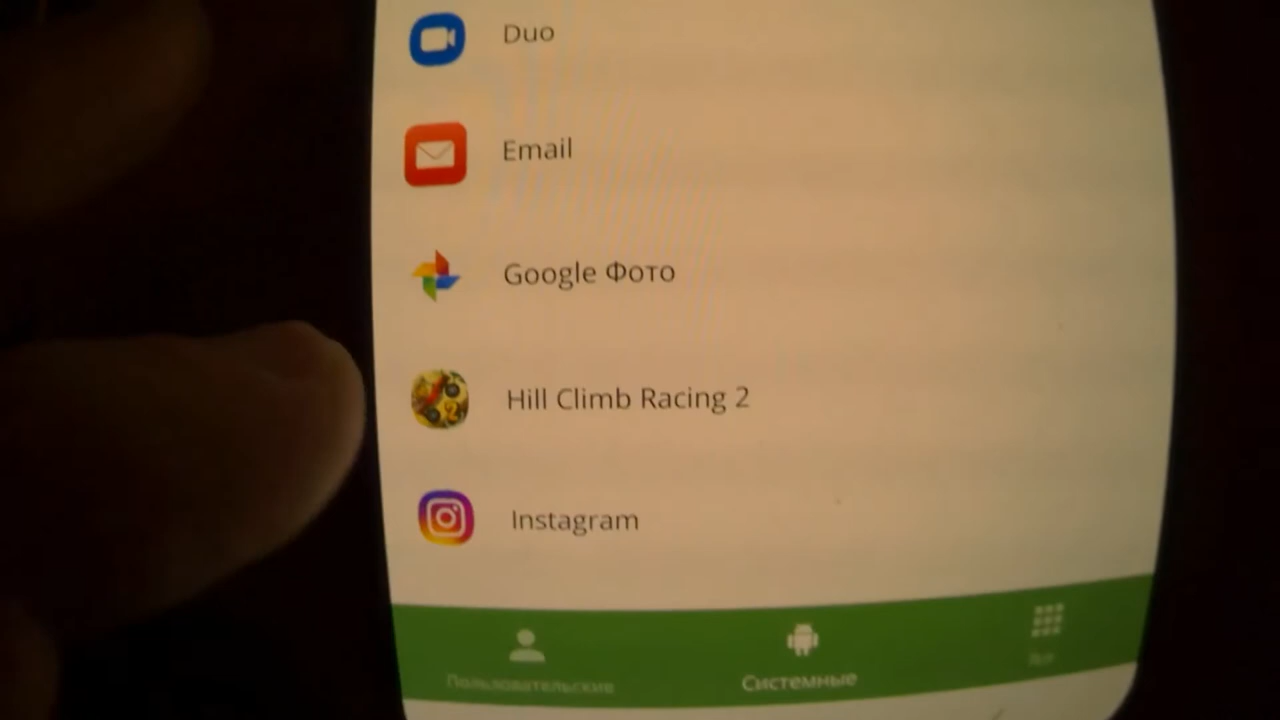 Duo
Email
Google Фото
Hill Climb Racing 2
Instagram
Пользовательские
Системные